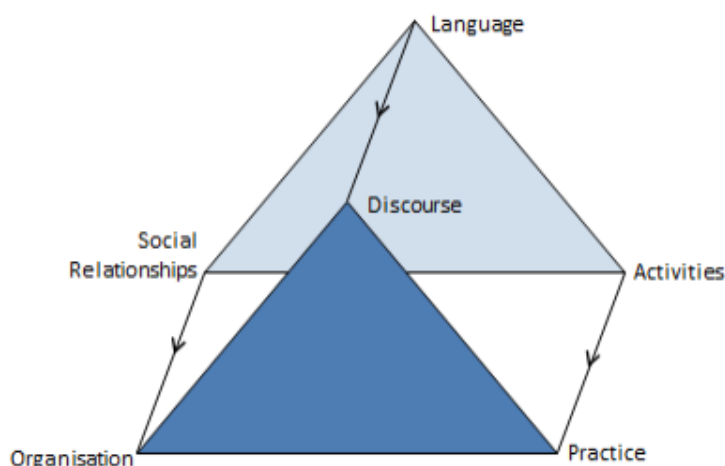 Language
Discourse
Social
Relationships
Activities
Organisation
Practice